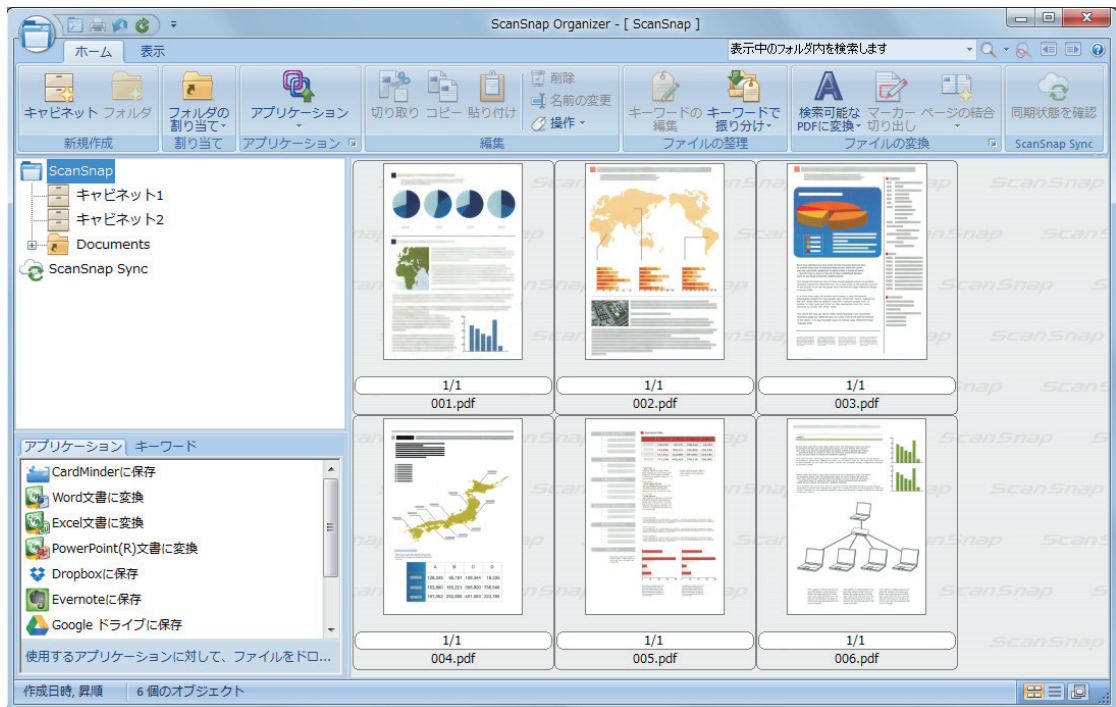 ScanSnap Organizer - [ ScanSnap ]
ホーム 表示
表示中のフォルダ内を検索します
キャビネット フォルダ
新規作成
フォルダの
割り当て
割り当て
アプリケーション
アプリケーション
切り取り コピー 貼り付け
削除
名前の変更
操作
編集
キーワードの
編集
キーワードで
振り分け
ファイルの整理
検索可能な
PDFに変換
マーカー
切り出し
ページの結合
ファイルの変換
同期状態を確認
ScanSnap Sync
ScanSnap
キャビネット1
キャビネット2
Documents
ScanSnap Sync
アプリケーション キーワード
CardMinderに保存
Word文書に変換
Excel文書に変換
PowerPoint(R)文書に変換
Dropboxに保存
Evernoteに保存
Google ドライブに保存
使用するアプリケーションに対して、ファイルをドロ...
1/1 1/1 1/1
001.pdf 002.pdf 003.pdf
A B C D
1/1 1/1 1/1
004.pdf 005.pdf 006.pdf
ScanSnap
作成日時, 昇順 6 個のオブジェクト